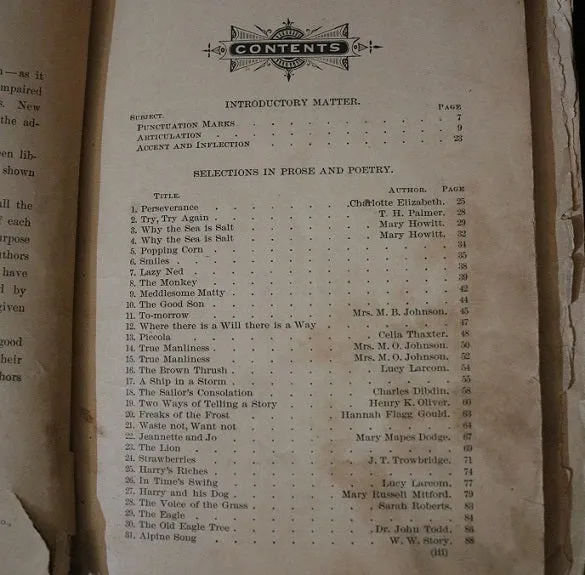 n—as it
mpaired
s. New
the ad-
en lib-
shown
all the
f each
urpose
uthors
have
d by
given
good
heir
hors
o.,
CONTENTS
INTRODUCTORY MATTER.
SUBJECT. PAGE
PUNCTUATION MARKS 7
ARTICULATION 9
ACCENT AND INFLECTION 23
SELECTIONS IN PROSE AND POETRY.
TITLE. AUTHOR. PAGE
1. Perseverance Charlotte Elizabeth. 25
2. Try, Try Again T. H. Palmer. 28
3. Why the Sea is Salt Mary Howitt. 29
4. Why the Sea is Salt Mary Howitt. 32
5. Popping Corn 34
6. Smiles 35
7. Lazy Ned 38
8. The Monkey 39
9. Meddlesome Matty 42
10. The Good Son 44
11. To-morrow Mrs. M. B. Johnson. 45
12. Where there is a Will there is a Way 47
13. Piccola Celia Thaxter. 48
14. True Manliness Mrs. M. O. Johnson. 50
15. True Manliness Mrs. M. O. Johnson. 52
16. The Brown Thrush Lucy Larcom. 54
17. A Ship in a Storm 55
18. The Sailor's Consolation Charles Dibdin. 58
19. Two Ways of Telling a Story Henry K. Oliver. 60
20. Freaks of the Frost Hannah Flagg Gould. 63
21. Waste not, Want not 64
22. Jeannette and Jo Mary Mapes Dodge. 67
23. The Lion 69
24. Strawberries J. T. Trowbridge. 71
25. Harry's Riches 74
26. In Time's Swing Lucy Larcom. 77
27. Harry and his Dog Mary Russell Mitford. 79
28. The Voice of the Grass Sarah Roberts. 83
29. The Eagle 84
30. The Old Eagle Tree Dr. John Todd. 86
31. Alpine Song W. W. Story. 88
(iii)